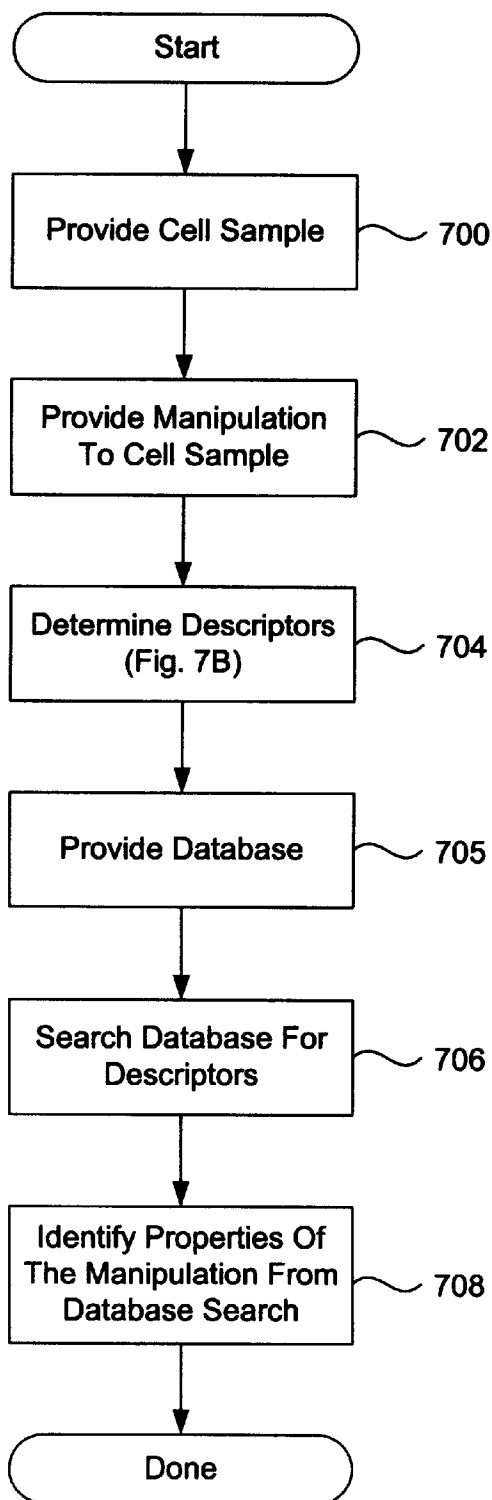 Start
Provide Cell Sample
700
Provide Manipulation
To Cell Sample
702
Determine Descriptors
(Fig. 7B)
704
Provide Database
705
Search Database For
Descriptors
706
Identify Properties Of
The Manipulation From
Database Search
708
Done